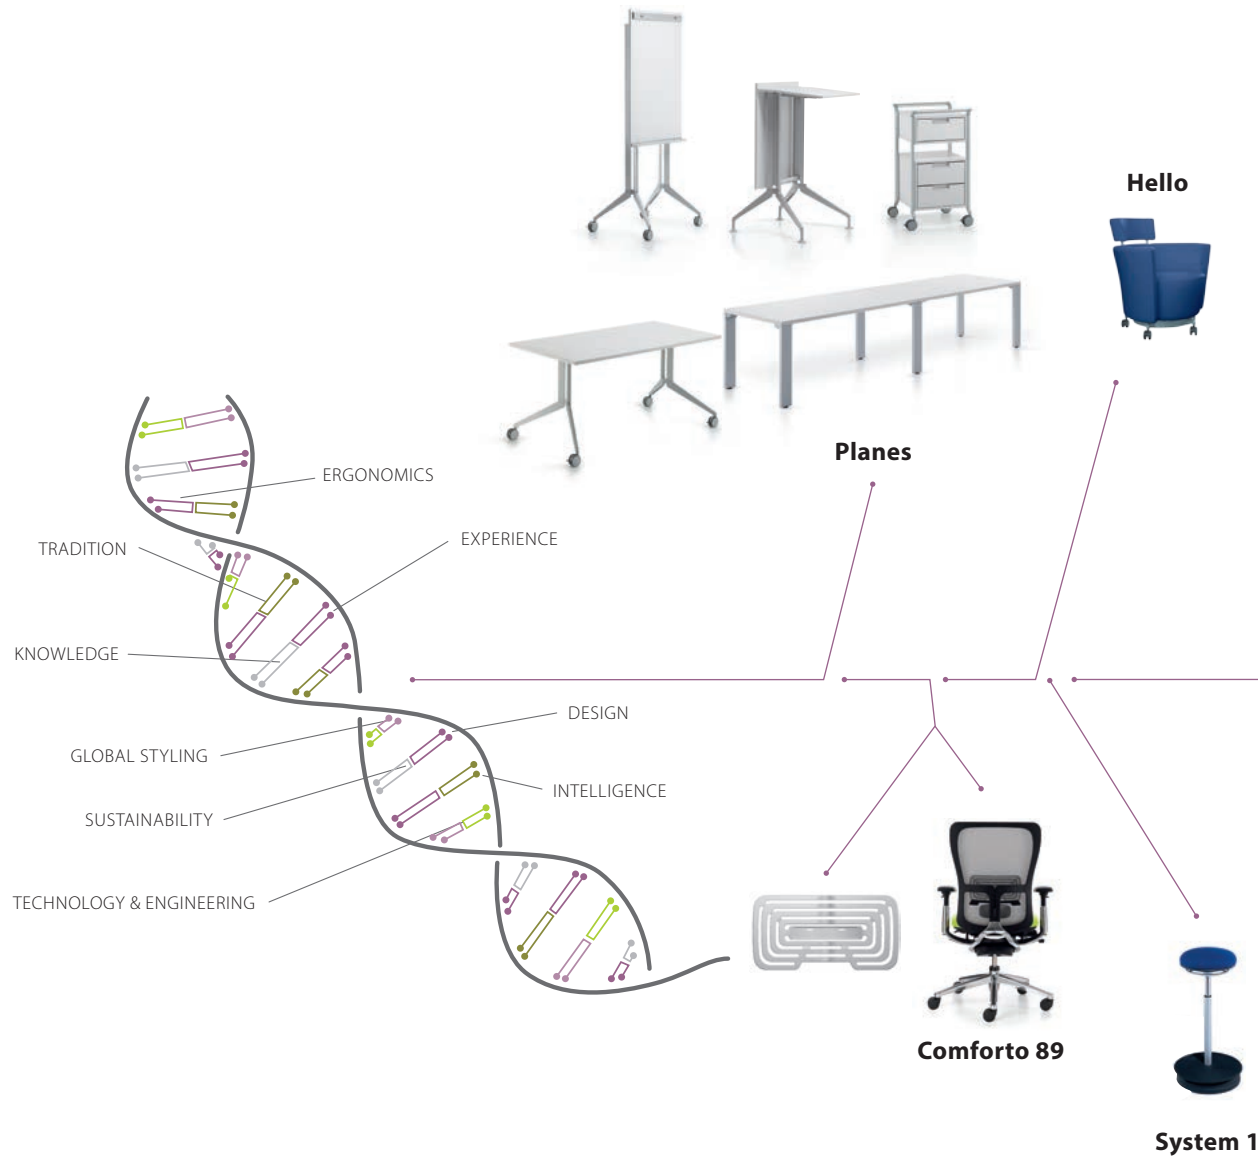 Hello
Planes
ERGONOMICS
TRADITION
EXPERIENCE
KNOWLEDGE
DESIGN
GLOBAL STYLING
INTELLIGENCE
SUSTAINABILITY
TECHNOLOGY & ENGINEERING
Comforto 89
System 1